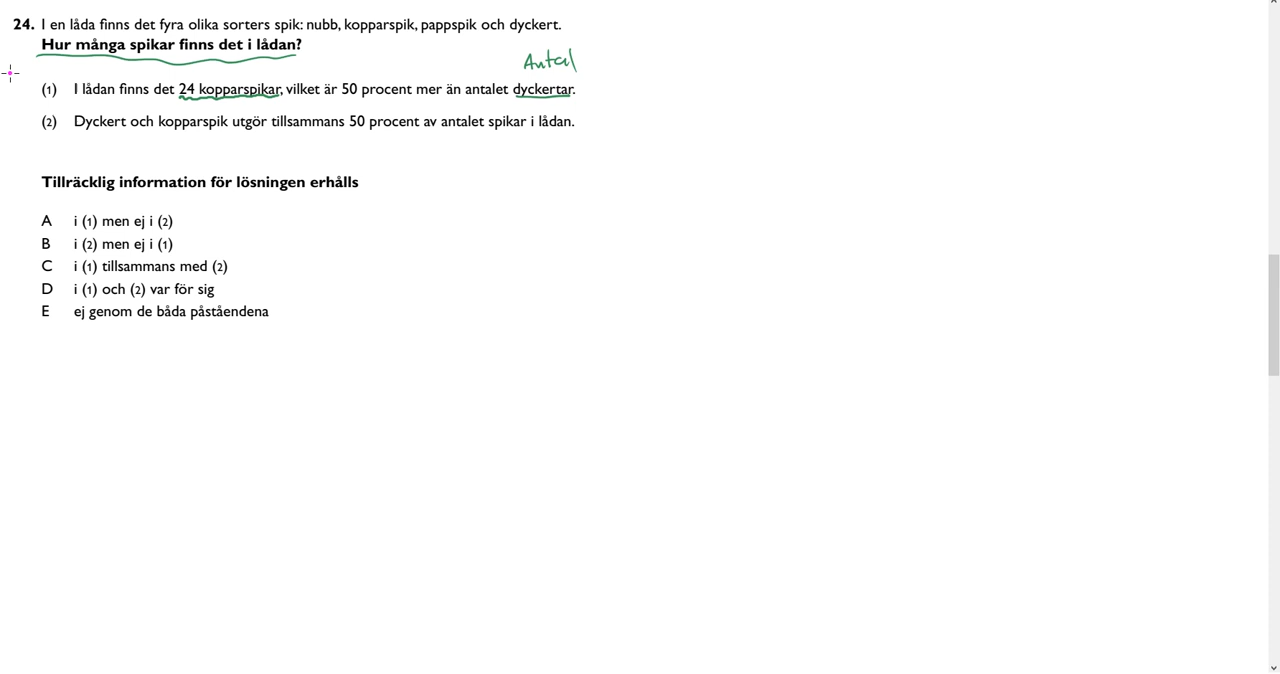 24. I en låda finns det fyra olika sorters spik: nubb, kopparspik, pappspik och dyckert.
Hur många spikar finns det i lådan?
Antal
(1) I lådan finns det 24 kopparspikar, vilket är 50 procent mer än antalet dyckertar.
(2) Dyckert och kopparspik utgör tillsammans 50 procent av antalet spikar i lådan.
Tillräcklig information för lösningen erhålls
A i (1) men ej i (2)
B i (2) men ej i (1)
C i (1) tillsammans med (2)
D i (1) och (2) var för sig
E ej genom de båda påståendena